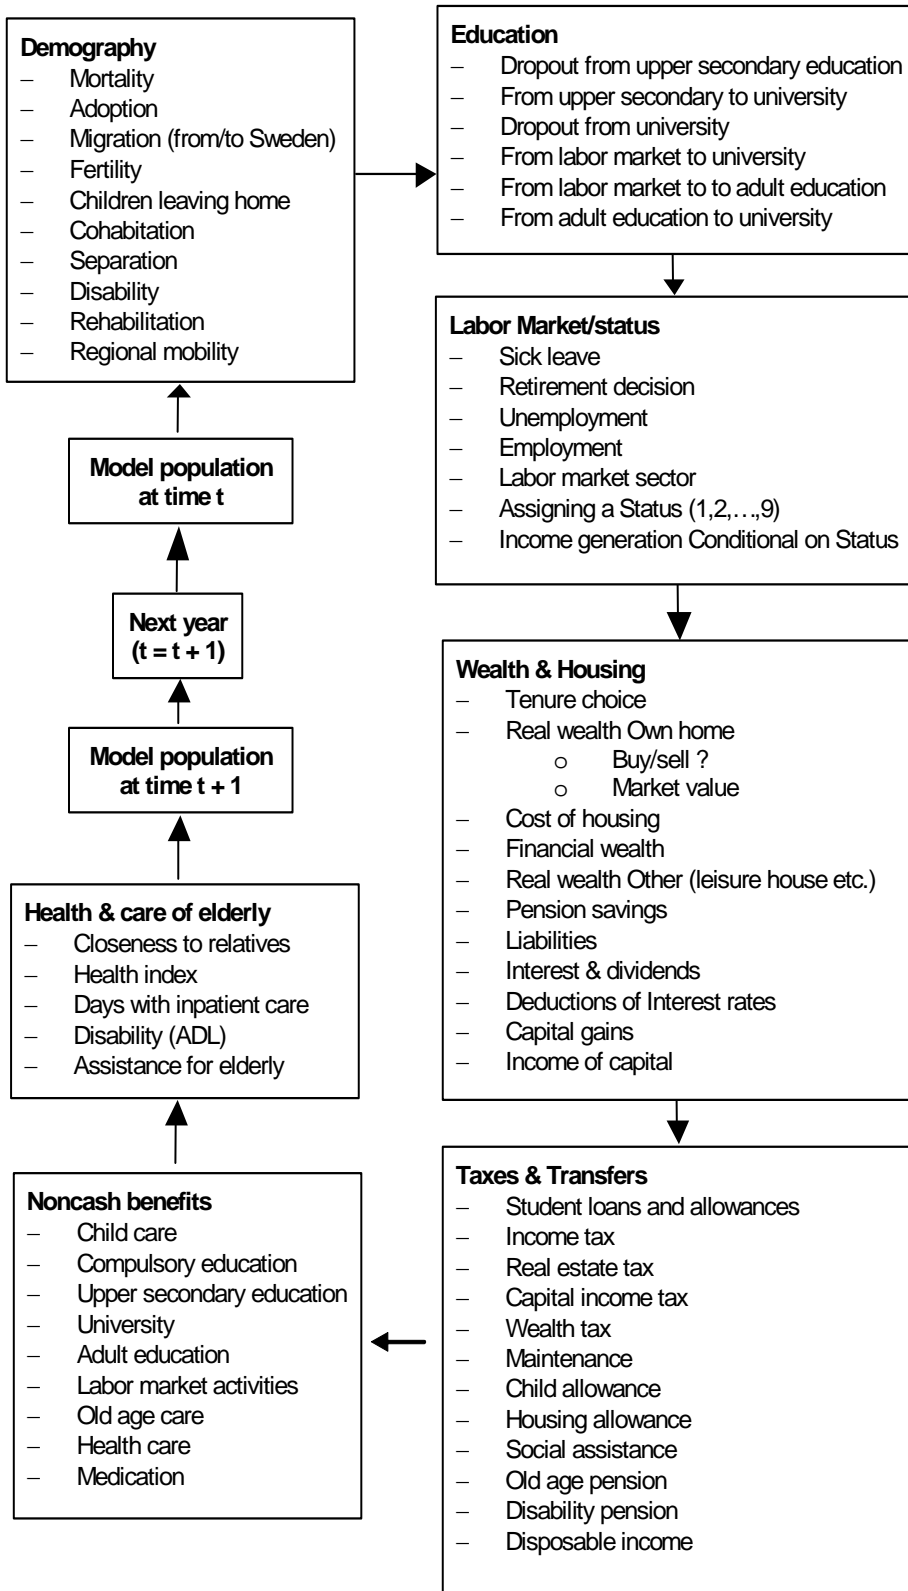 Demography
– Mortality
– Adoption
– Migration (from/to Sweden)
– Fertility
– Children leaving home
– Cohabitation
– Separation
– Disability
– Rehabilitation
– Regional mobility
Education
– Dropout from upper secondary education
– From upper secondary to university
– Dropout from university
– From labor market to university
– From labor market to to adult education
– From adult education to university
Labor Market/status
– Sick leave
– Retirement decision
– Unemployment
– Employment
– Labor market sector
– Assigning a Status (1,2,…,9)
– Income generation Conditional on Status
Wealth & Housing
– Tenure choice
– Real wealth Own home
o Buy/sell ?
o Market value
– Cost of housing
– Financial wealth
– Real wealth Other (leisure house etc.)
– Pension savings
– Liabilities
– Interest & dividends
– Deductions of Interest rates
– Capital gains
– Income of capital
Taxes & Transfers
– Student loans and allowances
– Income tax
– Real estate tax
– Capital income tax
– Wealth tax
– Maintenance
– Child allowance
– Housing allowance
– Social assistance
– Old age pension
– Disability pension
– Disposable income
Noncash benefits
– Child care
– Compulsory education
– Upper secondary education
– University
– Adult education
– Labor market activities
– Old age care
– Health care
– Medication
Health & care of elderly
– Closeness to relatives
– Health index
– Days with inpatient care
– Disability (ADL)
– Assistance for elderly
Model population
at time t + 1
Next year
(t = t + 1)
Model population
at time t